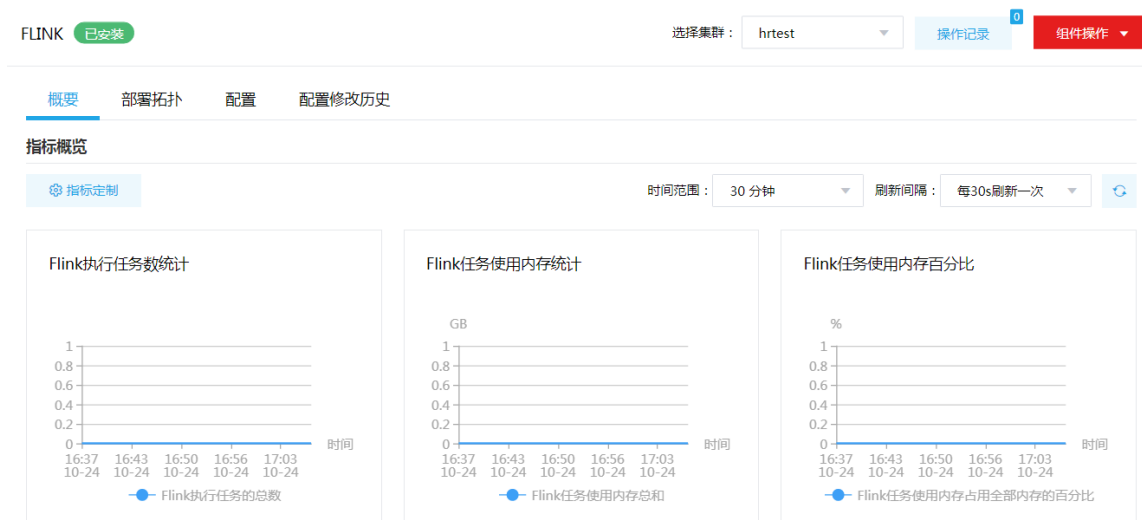 FLINK 已安装 选择集群： hrtest 操作记录 0 组件操作
概要 部署拓扑 配置 配置修改历史
指标概览
指标定制 时间范围： 30 分钟 刷新间隔： 每30s刷新一次
Flink执行任务数统计
1
0.8
0.6
0.4
0.2
0
时间
16:37 16:43 16:50 16:56 17:03
10-24 10-24 10-24 10-24 10-24
Flink执行任务的总数
Flink任务使用内存统计
GB
1
0.8
0.6
0.4
0.2
0
时间
16:37 16:43 16:50 16:56 17:03
10-24 10-24 10-24 10-24 10-24
Flink任务使用内存总和
Flink任务使用内存百分比
%
1
0.8
0.6
0.4
0.2
0
时间
16:37 16:43 16:50 16:56 17:03
10-24 10-24 10-24 10-24 10-24
Flink任务使用内存占用全部内存的百分比